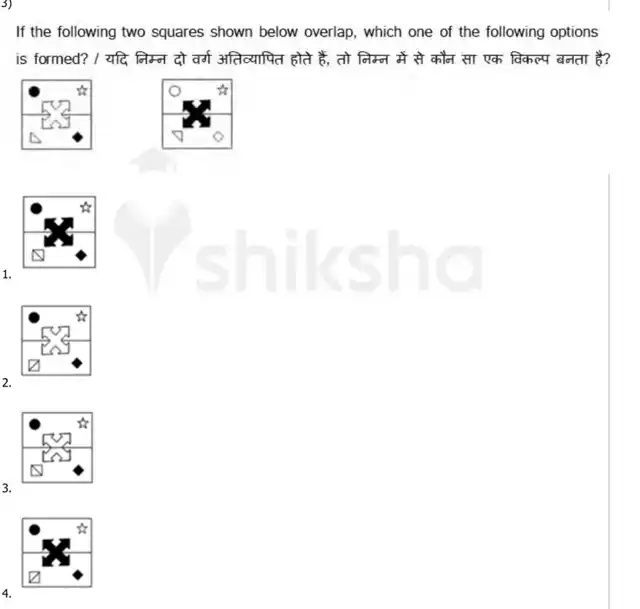 3)
If the following two squares shown below overlap, which one of the following options
is formed? / यदि निम्न दो वर्ग अतिव्यापित होते हैं, तो निम्न में से कौन सा एक विकल्प बनता है?
shiksha
1.
2.
3.
4.